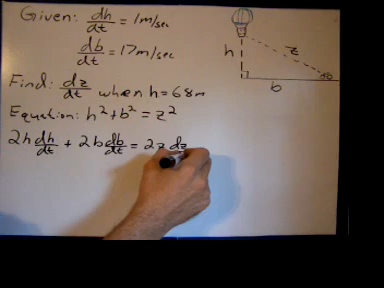 Given: dh/dt = 1m/sec
db/dt = 17m/sec
Find: dz/dt when h=68m
Equation: h²+b²=z²
2h dh/dt + 2b db/dt = 2z dz
h
z
b